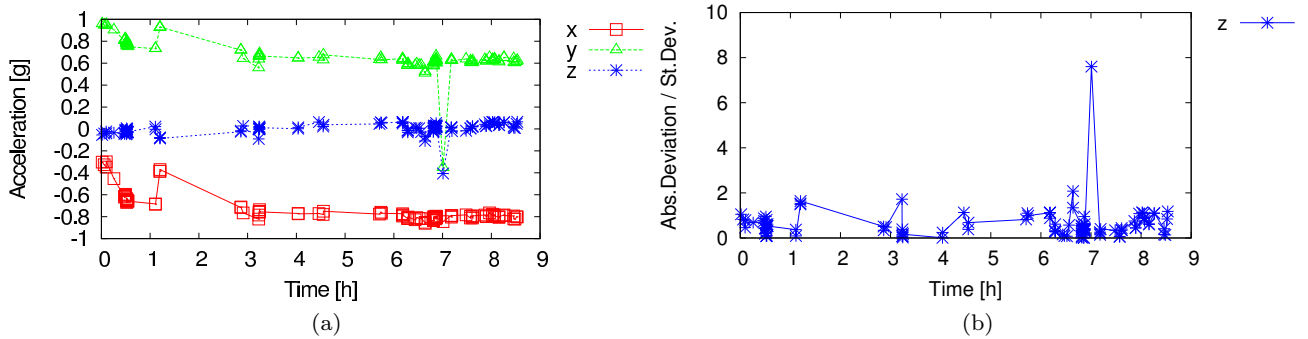 Acceleration [g]
1
0.8
0.6
0.4
0.2
0
-0.2
-0.4
-0.6
-0.8
-1
0 1 2 3 4 5 6 7 8 9
Time [h]
x
y
z
(a)
Abs.Deviation / St.Dev.
10
8
6
4
2
0
0 1 2 3 4 5 6 7 8 9
Time [h]
z
(b)